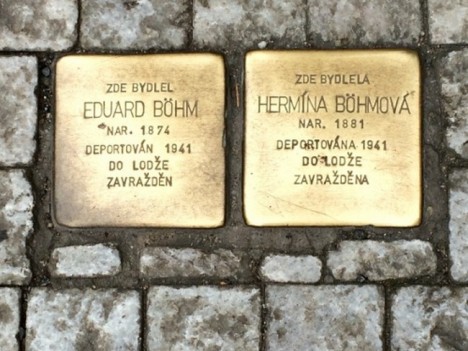 ZDE BYDLEL
EDUARD BÖHM
NAR. 1874
DEPORTOVÁN 1941
DO LODŽE
ZAVRAŽDĚN
ZDE BYDLELA
HERMÍNA BÖHMOVÁ
NAR. 1881
DEPORTOVÁNA 1941
DO LODŽE
ZAVRAŽDĚNA